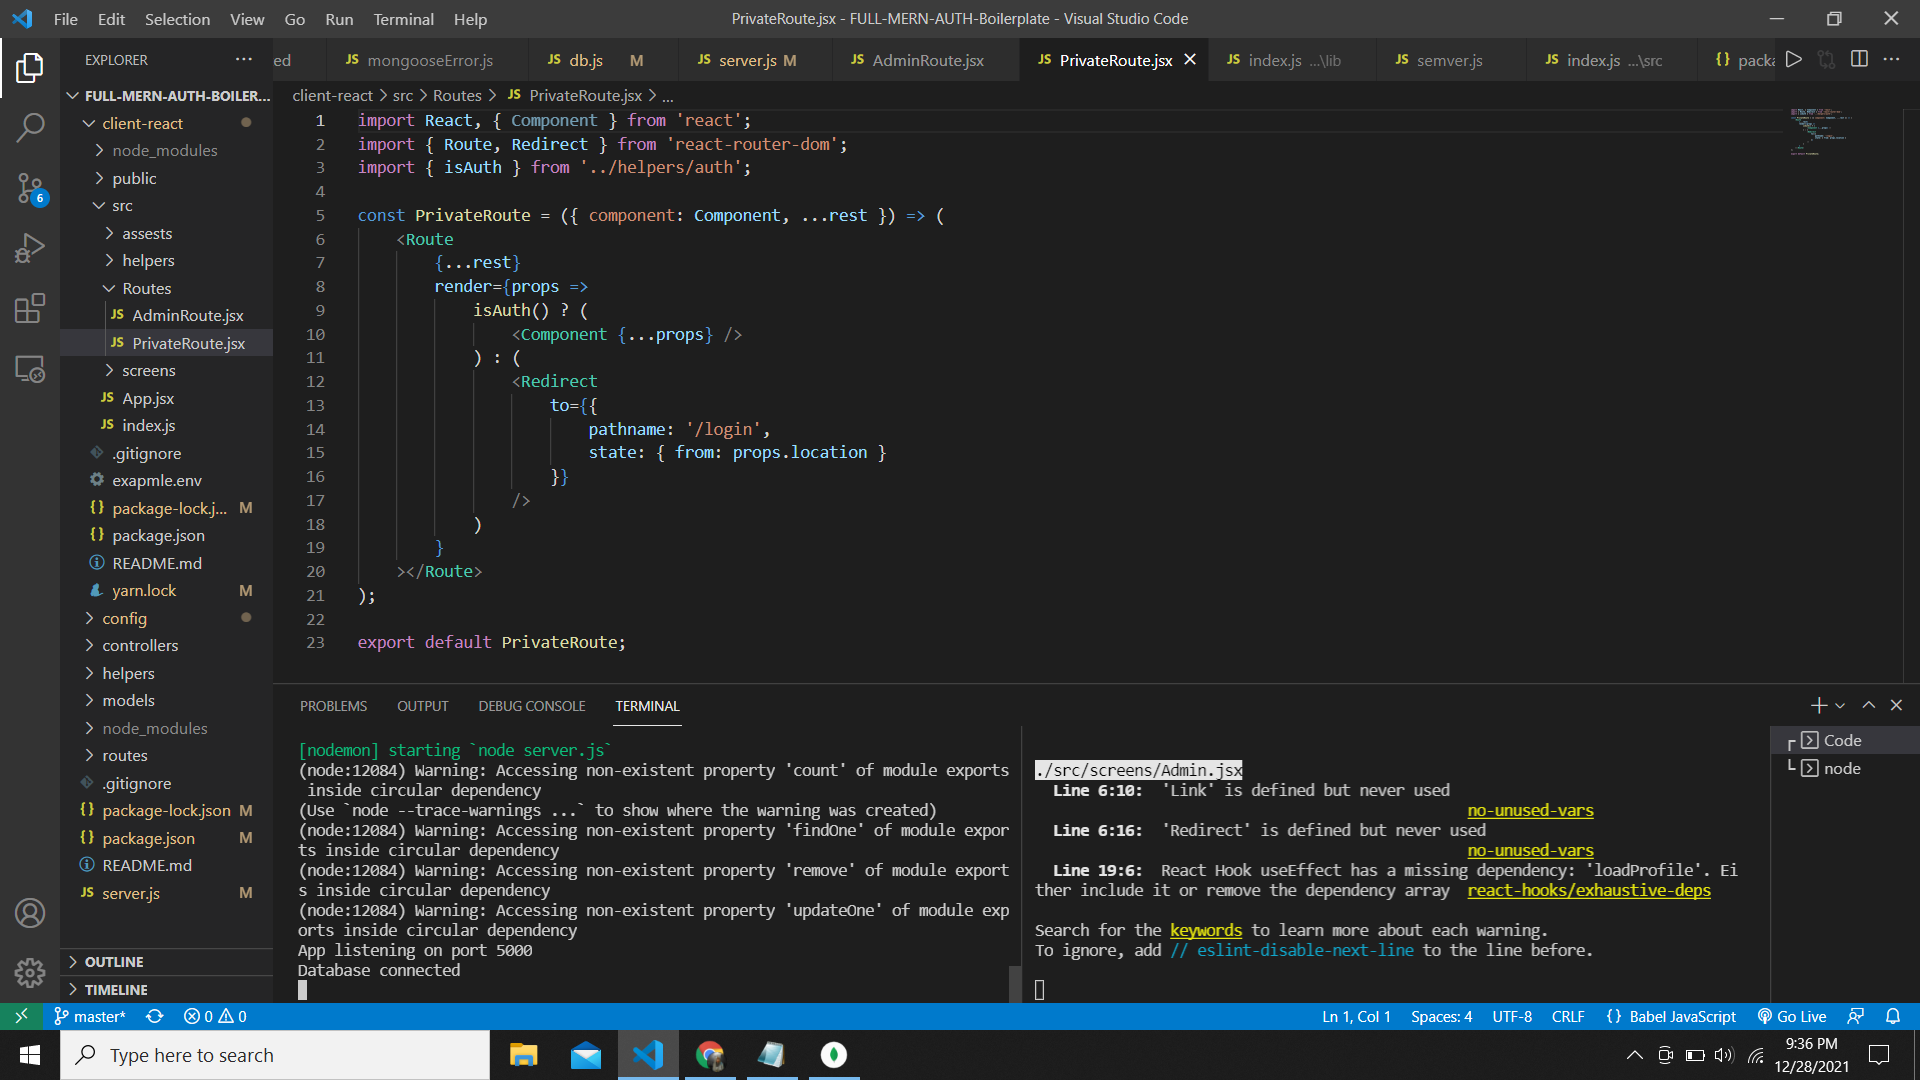 File Edit Selection View Go Run Terminal Help
PrivateRoute.jsx - FULL-MERN-AUTH-Boilerplate - Visual Studio Code
EXPLORER
ed
JS mongooseError.js
JS db.js M
JS server.js M
JS AdminRoute.jsx
JS PrivateRoute.jsx
JS index.js ...\lib
JS semver.js
JS index.js ...\src
{} packa
FULL-MERN-AUTH-BOILER...
client-react
node_modules
public
src
assests
helpers
Routes
JS AdminRoute.jsx
JS PrivateRoute.jsx
screens
JS App.jsx
JS index.js
.gitignore
exapmle.env
{} package-lock.j... M
{} package.json
README.md
yarn.lock M
config
controllers
helpers
models
node_modules
routes
.gitignore
{} package-lock.json M
{} package.json M
README.md
JS server.js M
OUTLINE
TIMELINE
6
client-react > src > Routes > JS PrivateRoute.jsx > ...
1 import React, { Component } from 'react';
2 import { Route, Redirect } from 'react-router-dom';
3 import { isAuth } from '../helpers/auth';
4
5 const PrivateRoute = ({ component: Component, ...rest }) => (
6 <Route
7 {...rest}
8 render={props =>
9 isAuth() ? (
10 <Component {...props} />
11 ) : (
12 <Redirect
13 to={{
14 pathname: '/login',
15 state: { from: props.location }
16 }}
17 />
18 )
19 }
20 ></Route>
21 );
22
23 export default PrivateRoute;
PROBLEMS OUTPUT DEBUG CONSOLE TERMINAL
[nodemon] starting `node server.js`
(node:12084) Warning: Accessing non-existent property 'count' of module exports
inside circular dependency
(Use `node --trace-warnings ...` to show where the warning was created)
(node:12084) Warning: Accessing non-existent property 'findOne' of module expor
ts inside circular dependency
(node:12084) Warning: Accessing non-existent property 'remove' of module export
s inside circular dependency
(node:12084) Warning: Accessing non-existent property 'updateOne' of module exp
orts inside circular dependency
App listening on port 5000
Database connected
./src/screens/Admin.jsx
Line 6:10: 'Link' is defined but never used
no-unused-vars
Line 6:16: 'Redirect' is defined but never used
no-unused-vars
Line 19:6: React Hook useEffect has a missing dependency: 'loadProfile'. Ei
ther include it or remove the dependency array react-hooks/exhaustive-deps
Search for the keywords to learn more about each warning.
To ignore, add // eslint-disable-next-line to the line before.
Code
node
master* 0 0
Ln 1, Col 1 Spaces: 4 UTF-8 CRLF {} Babel JavaScript Go Live
Type here to search
9:36 PM
12/28/2021